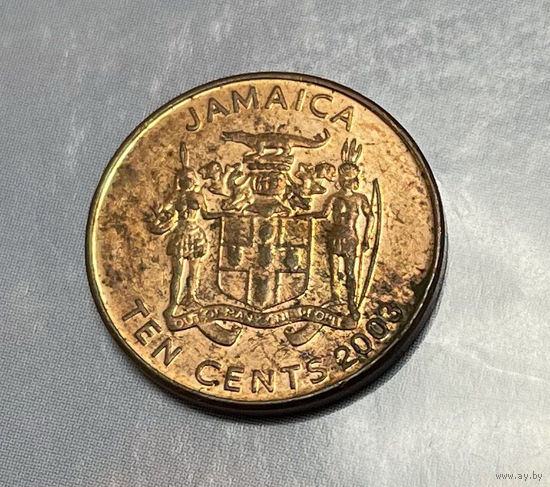 JAMAICA
OUT OF MANY, ONE PEOPLE
TEN CENTS 2003
www.ay.by